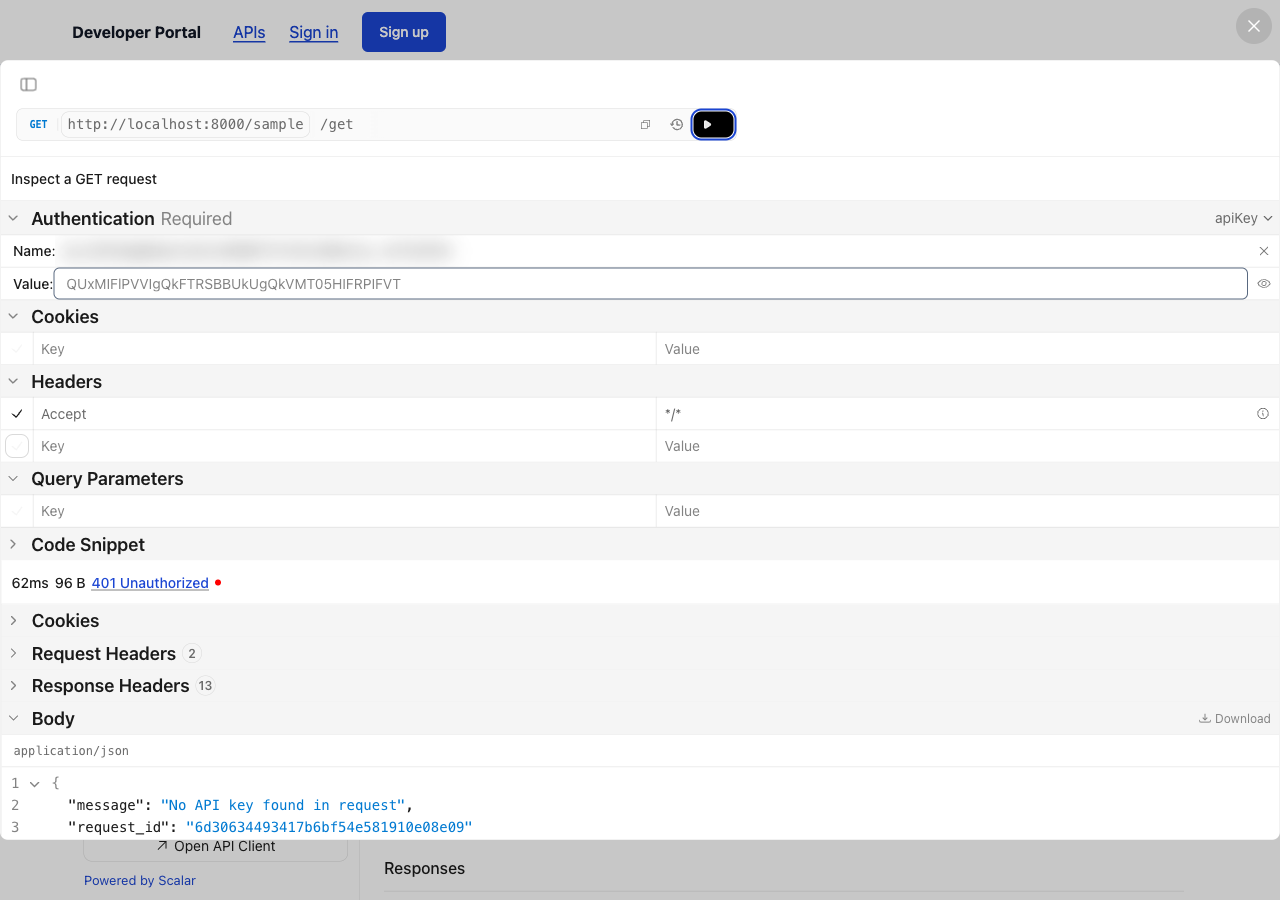 Developer Portal APIs Sign in Sign up
GET http://localhost:8000/sample /get
Inspect a GET request
Authentication Required apiKey
Name:
Value: QUxMIFlPVVIgQkFTRSBBUkUgQkVMT05HIFRPIFVT
Cookies
Key Value
Headers
Accept */*
Key Value
Query Parameters
Key Value
Code Snippet
62ms 96 B 401 Unauthorized
Cookies
Request Headers 2
Response Headers 13
Body Download
application/json
1 {
2 "message": "No API key found in request",
3 "request_id": "6d30634493417b6bf54e581910e08e09"
Open API Client
Responses
Powered by Scalar